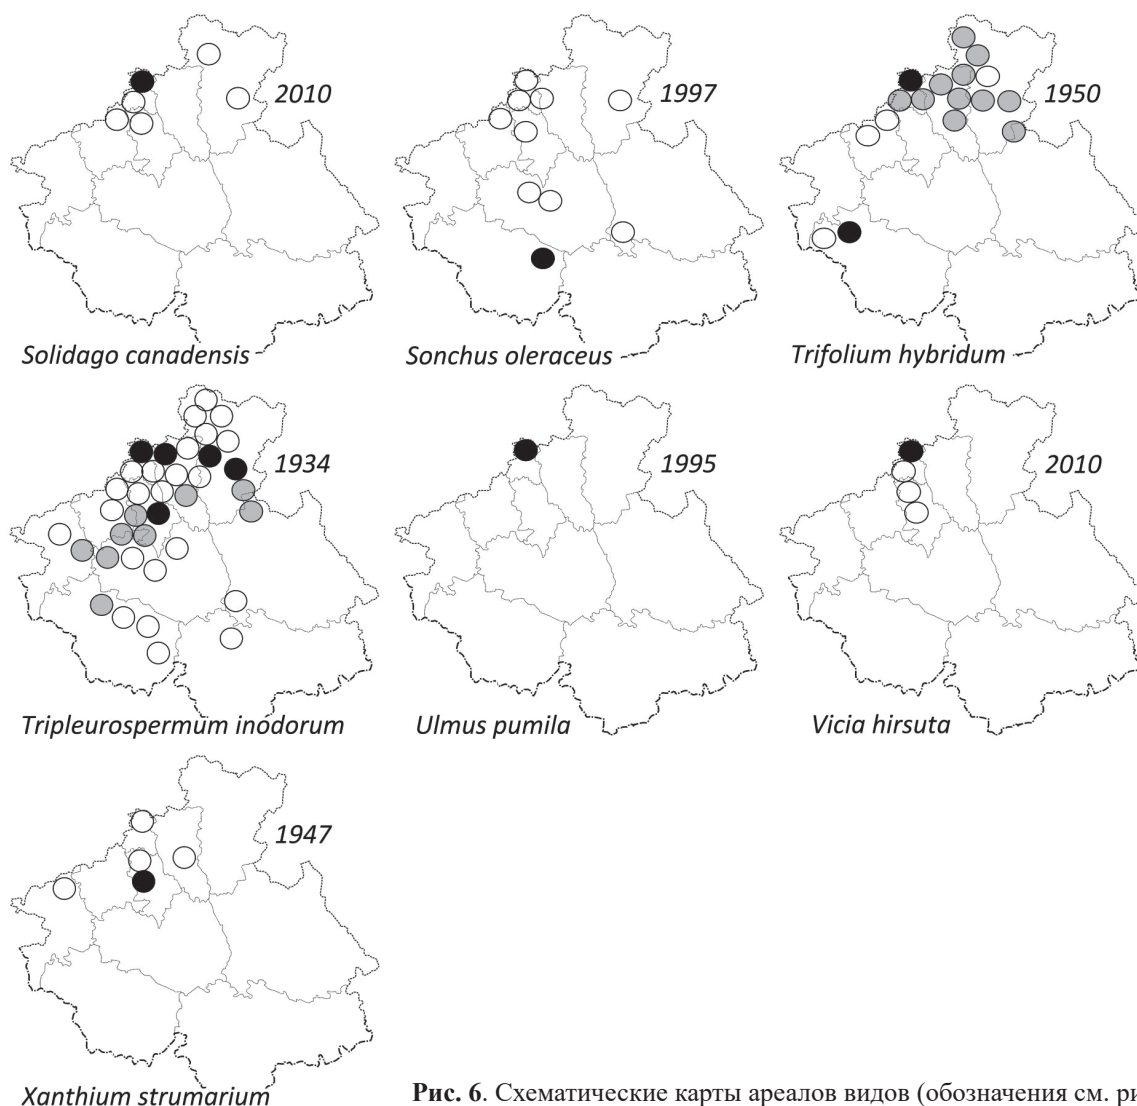 2010
1997
1950
Solidago canadensis
Sonchus oleraceus
Trifolium hybridum
1934
1995
2010
Tripleurospermum inodorum
Ulmus pumila
Vicia hirsuta
1947
Xanthium strumarium
Рис. 6. Схематические карты ареалов видов (обозначения см.